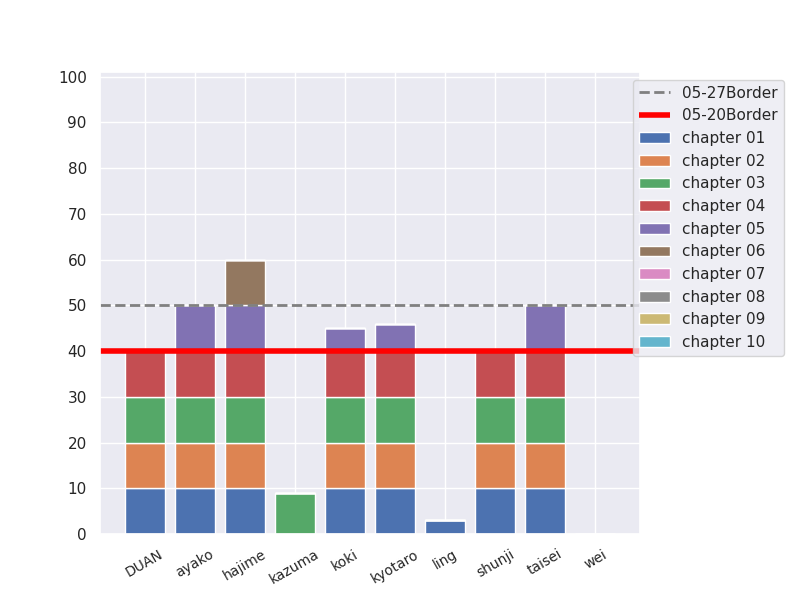 100
90
80
70
60
50
40
30
20
10
0
DUAN
ayako
hajime
kazuma
koki
kyotaro
ling
shunji
taisei
wei
05-27Border
05-20Border
chapter 01
chapter 02
chapter 03
chapter 04
chapter 05
chapter 06
chapter 07
chapter 08
chapter 09
chapter 10